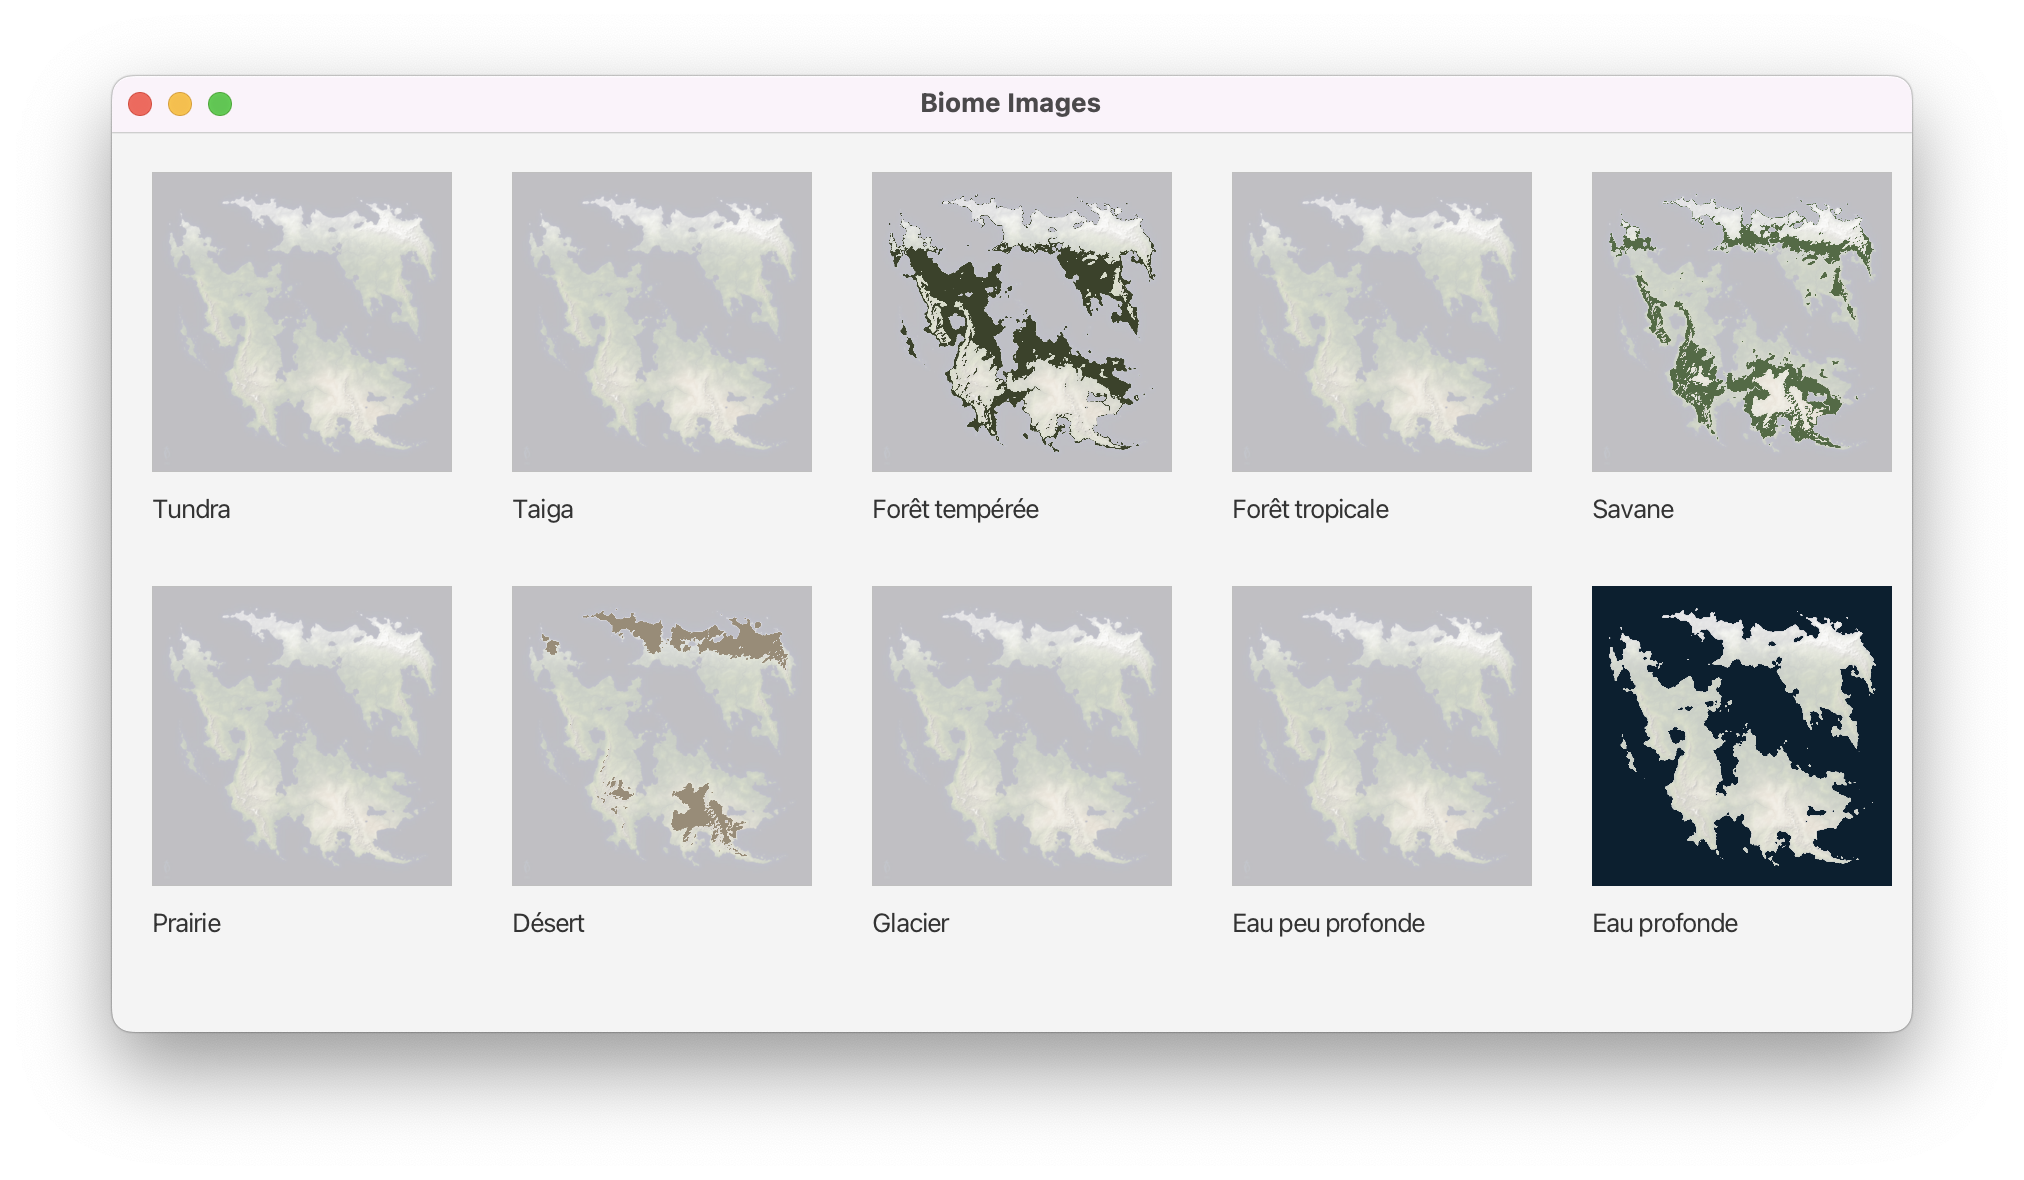 Biome Images
Tundra
Taiga
Forêt tempérée
Forêt tropicale
Savane
Prairie
Désert
Glacier
Eau peu profonde
Eau profonde